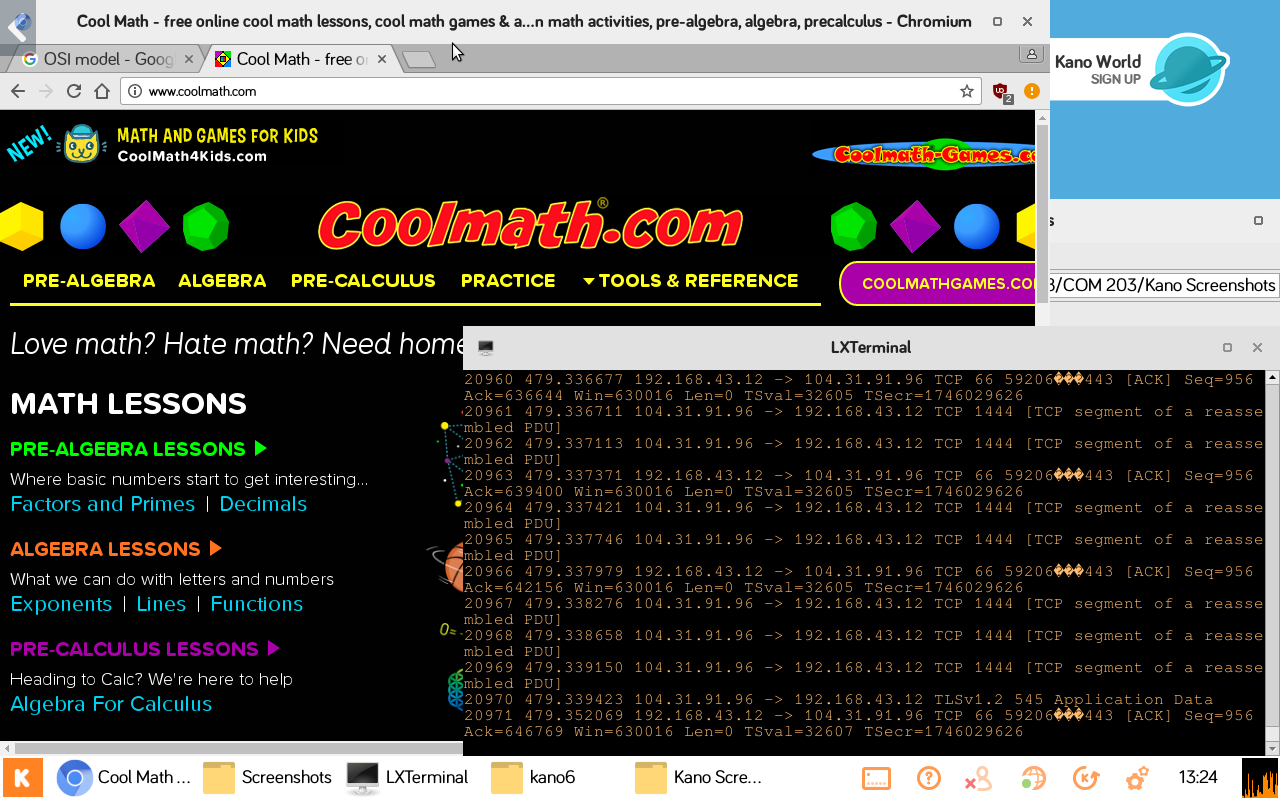 Cool Math - free online cool math lessons, cool math games & a...n math activities, pre-algebra, algebra, precalculus - Chromium
OSI model - Goog
Cool Math - free o
www.coolmath.com
2
Kano World
SIGN UP
NEW!
MATH AND GAMES FOR KIDS
CoolMath4Kids.com
Coolmath-Games.co
Coolmath.com®
PRE-ALGEBRA
ALGEBRA
PRE-CALCULUS
PRACTICE
TOOLS & REFERENCE
COOLMATHGAMES.CO
s
3/COM 203/Kano Screenshots
Love math? Hate math? Need home
MATH LESSONS
PRE-ALGEBRA LESSONS
Where basic numbers start to get interesting...
Factors and Primes | Decimals
ALGEBRA LESSONS
What we can do with letters and numbers
Exponents | Lines | Functions
PRE-CALCULUS LESSONS
Heading to Calc? We're here to help
Algebra For Calculus
0=
LXTerminal
20960 479.336677 192.168.43.12 -> 104.31.91.96 TCP 66 59206���443 [ACK] Seq=956
Ack=636644 Win=630016 Len=0 TSval=32605 TSecr=1746029626
20961 479.336711 104.31.91.96 -> 192.168.43.12 TCP 1444 [TCP segment of a reasse
mbled PDU]
20962 479.337113 104.31.91.96 -> 192.168.43.12 TCP 1444 [TCP segment of a reasse
mbled PDU]
20963 479.337371 192.168.43.12 -> 104.31.91.96 TCP 66 59206���443 [ACK] Seq=956
Ack=639400 Win=630016 Len=0 TSval=32605 TSecr=1746029626
20964 479.337421 104.31.91.96 -> 192.168.43.12 TCP 1444 [TCP segment of a reasse
mbled PDU]
20965 479.337746 104.31.91.96 -> 192.168.43.12 TCP 1444 [TCP segment of a reasse
mbled PDU]
20966 479.337979 192.168.43.12 -> 104.31.91.96 TCP 66 59206���443 [ACK] Seq=956
Ack=642156 Win=630016 Len=0 TSval=32605 TSecr=1746029626
20967 479.338276 104.31.91.96 -> 192.168.43.12 TCP 1444 [TCP segment of a reasse
mbled PDU]
20968 479.338658 104.31.91.96 -> 192.168.43.12 TCP 1444 [TCP segment of a reasse
mbled PDU]
20969 479.339150 104.31.91.96 -> 192.168.43.12 TCP 1444 [TCP segment of a reasse
mbled PDU]
20970 479.339423 104.31.91.96 -> 192.168.43.12 TLSv1.2 545 Application Data
20971 479.352069 192.168.43.12 -> 104.31.91.96 TCP 66 59206���443 [ACK] Seq=956
Ack=646769 Win=630016 Len=0 TSval=32607 TSecr=1746029626
K
Cool Math ...
Screenshots
LXTerminal
kano6
Kano Scre...
13:24